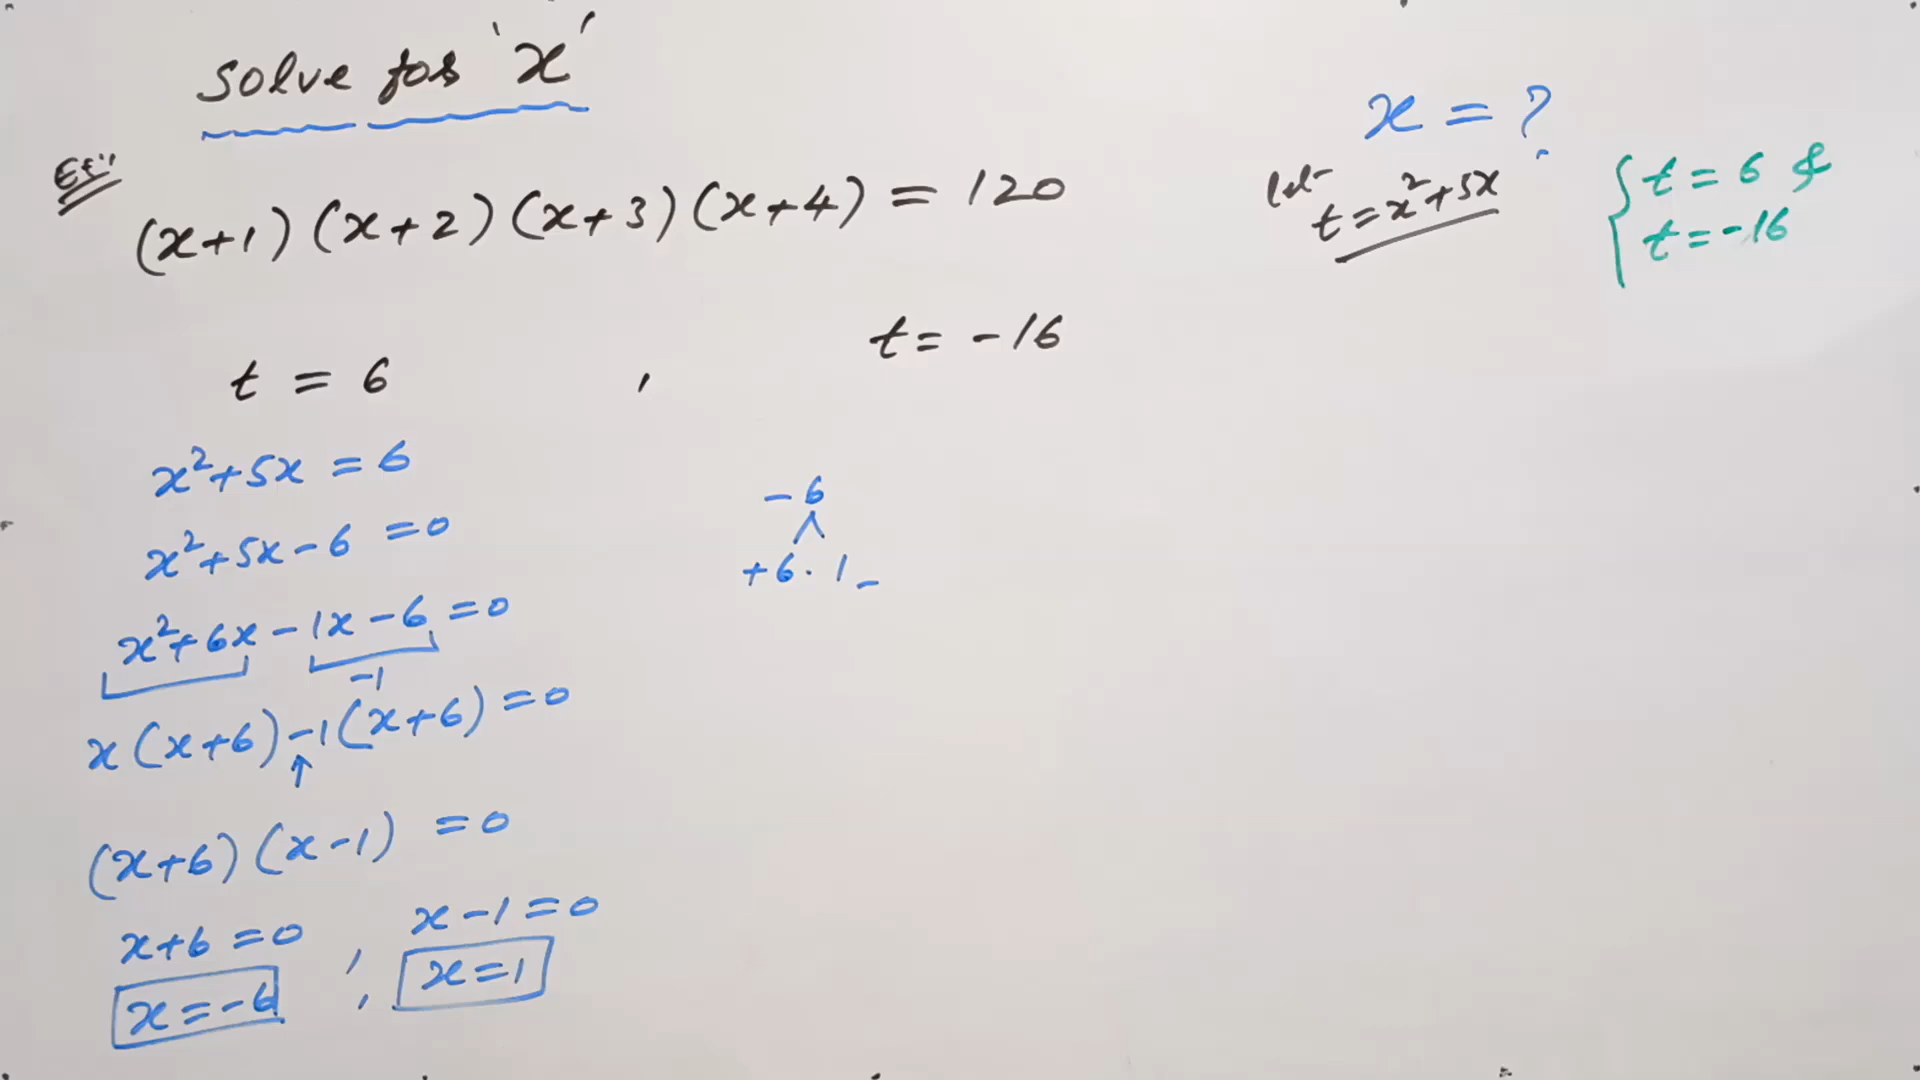 solve for 'x'
x = ?
(x+1)(x+2)(x+3)(x+4) = 120
let
t = x²+5x
{ t = 6 &
t = -16
t = 6 , t = -16
x²+5x = 6
x²+5x-6 = 0
x²+6x-1x-6 = 0
-1
x(x+6)-1(x+6) = 0
↑
(x+6)(x-1) = 0
x+6 = 0 , x-1 = 0
x = -6 , x = 1
-6
+6 . 1 -